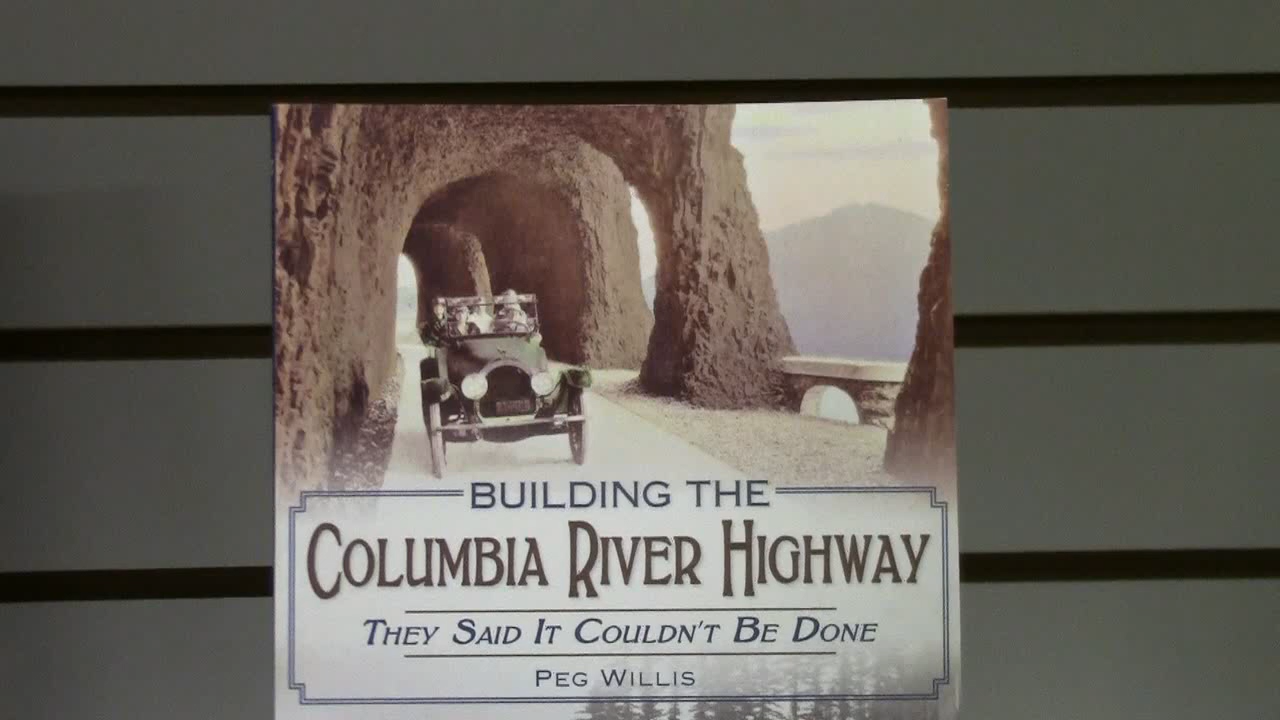 BUILDING THE
COLUMBIA RIVER HIGHWAY
THEY SAID IT COULDN'T BE DONE
PEG WILLIS